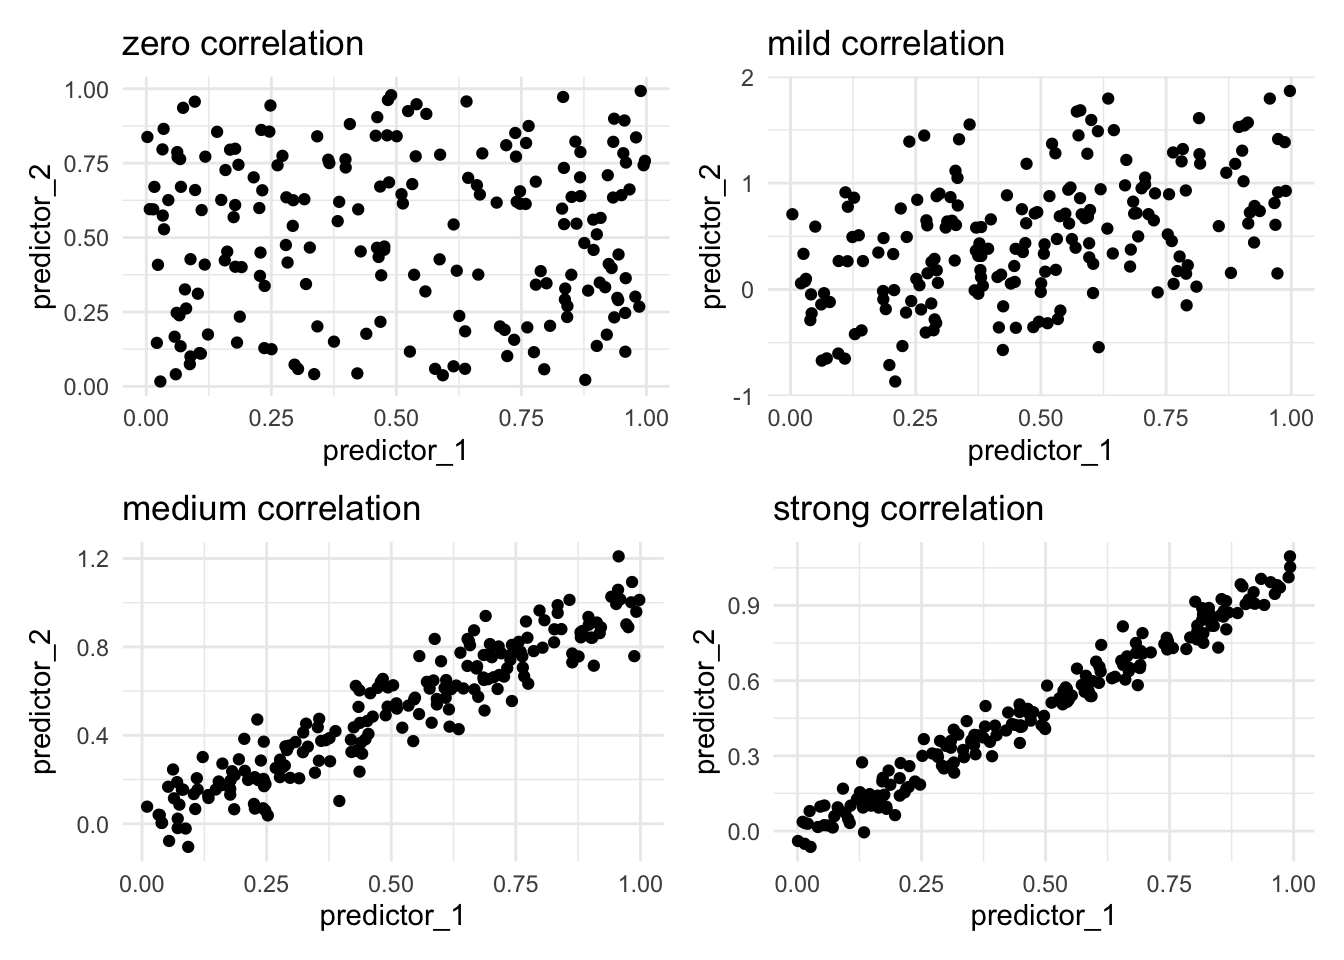 zero correlation
1.00
0.75
0.50
0.25
0.00
predictor_2
0.00 0.25 0.50 0.75 1.00
predictor_1
mild correlation
2
1
0
-1
predictor_2
0.00 0.25 0.50 0.75 1.00
predictor_1
medium correlation
1.2
0.8
0.4
0.0
predictor_2
0.00 0.25 0.50 0.75 1.00
predictor_1
strong correlation
0.9
0.6
0.3
0.0
predictor_2
0.00 0.25 0.50 0.75 1.00
predictor_1